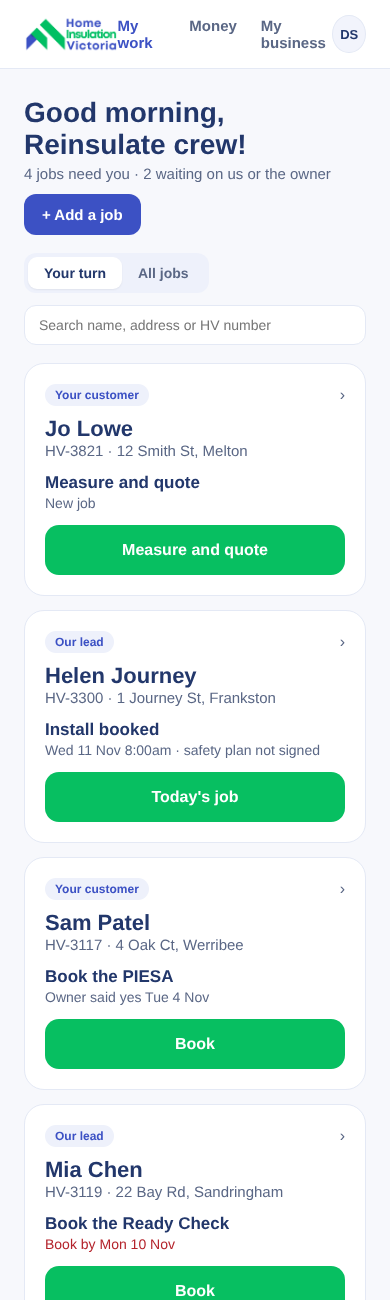 Home
Insulation
Victoria
My work
Money
My business
DS
Good morning,
Reinsulate crew!
4 jobs need you · 2 waiting on us or the owner
+ Add a job
Your turn
All jobs
Search name, address or HV number
Your customer ›
Jo Lowe
HV-3821 · 12 Smith St, Melton
Measure and quote
New job
Measure and quote
Our lead ›
Helen Journey
HV-3300 · 1 Journey St, Frankston
Install booked
Wed 11 Nov 8:00am · safety plan not signed
Today's job
Your customer ›
Sam Patel
HV-3117 · 4 Oak Ct, Werribee
Book the PIESA
Owner said yes Tue 4 Nov
Book
Our lead ›
Mia Chen
HV-3119 · 22 Bay Rd, Sandringham
Book the Ready Check
Book by Mon 10 Nov
Book